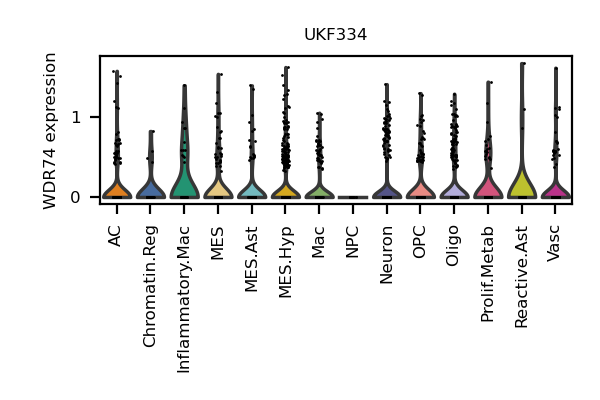 UKF334
WDR74 expression
1
0
AC
Chromatin.Reg
Inflammatory.Mac
MES
MES.Ast
MES.Hyp
Mac
NPC
Neuron
OPC
Oligo
Prolif.Metab
Reactive.Ast
Vasc